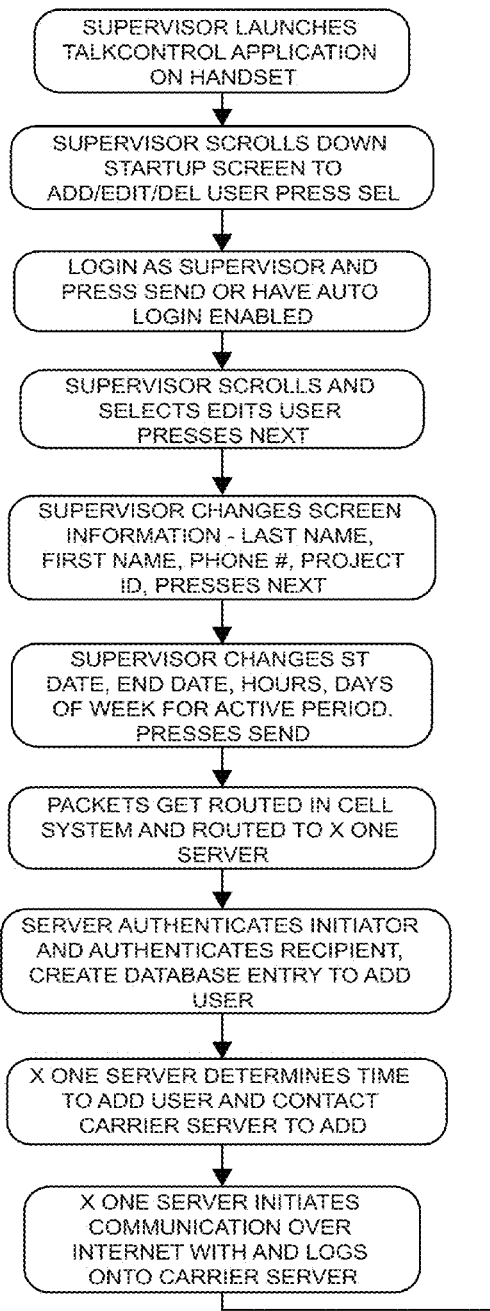 SUPERVISOR LAUNCHES
TALKCONTROL APPLICATION
ON HANDSET
SUPERVISOR SCROLLS DOWN
STARTUP SCREEN TO
ADD/EDIT/DEL USER PRESS SEL
LOGIN AS SUPERVISOR AND
PRESS SEND OR HAVE AUTO
LOGIN ENABLED
SUPERVISOR SCROLLS AND
SELECTS EDITS USER
PRESSES NEXT
SUPERVISOR CHANGES SCREEN
INFORMATION - LAST NAME,
FIRST NAME, PHONE #, PROJECT
ID, PRESSES NEXT
SUPERVISOR CHANGES ST
DATE, END DATE, HOURS, DAYS
OF WEEK FOR ACTIVE PERIOD.
PRESSES SEND
PACKETS GET ROUTED IN CELL
SYSTEM AND ROUTED TO X ONE
SERVER
SERVER AUTHENTICATES INITIATOR
AND AUTHENTICATES RECIPIENT,
CREATE DATABASE ENTRY TO ADD
USER
X ONE SERVER DETERMINES TIME
TO ADD USER AND CONTACT
CARRIER SERVER TO ADD
X ONE SERVER INITIATES
COMMUNICATION OVER
INTERNET WITH AND LOGS
ONTO CARRIER SERVER